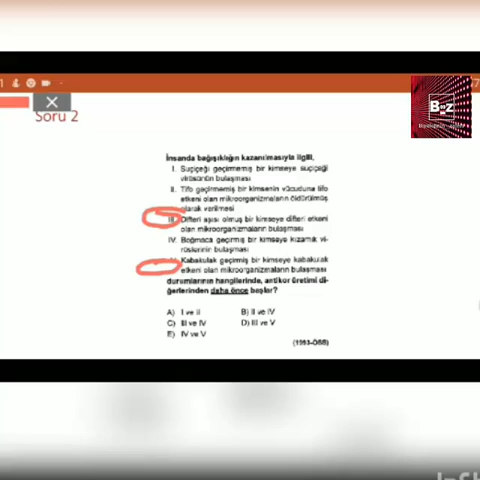 Soru 2
B z
İnsanda bağışıklığın kazanılmasıyla ilgili,
I. Suçiçeği geçirmemiş bir kimseye suçiçeği
virüsünün bulaşması
II. Tifo geçirmemiş bir kimsenin vücuduna tifo
etkeni olan mikroorganizmaların öldürülmüş
olarak verilmesi
III. Difteri aşısı olmuş bir kimseye difteri etkeni
olan mikroorganizmaların bulaşması
IV. Boğmaca geçirmiş bir kimseye kızamık vi-
rüslerinin bulaşması
Kabakulak geçirmiş bir kimseye kabakulak
etkeni olan mikroorganizmaların bulaşması
durumlarının hangilerinde, antikor üretimi di-
ğerlerinden daha önce başlar?
A) I ve II B) II ve IV
C) III ve IV D) III ve V
E) IV ve V
(1993-ÖSS)